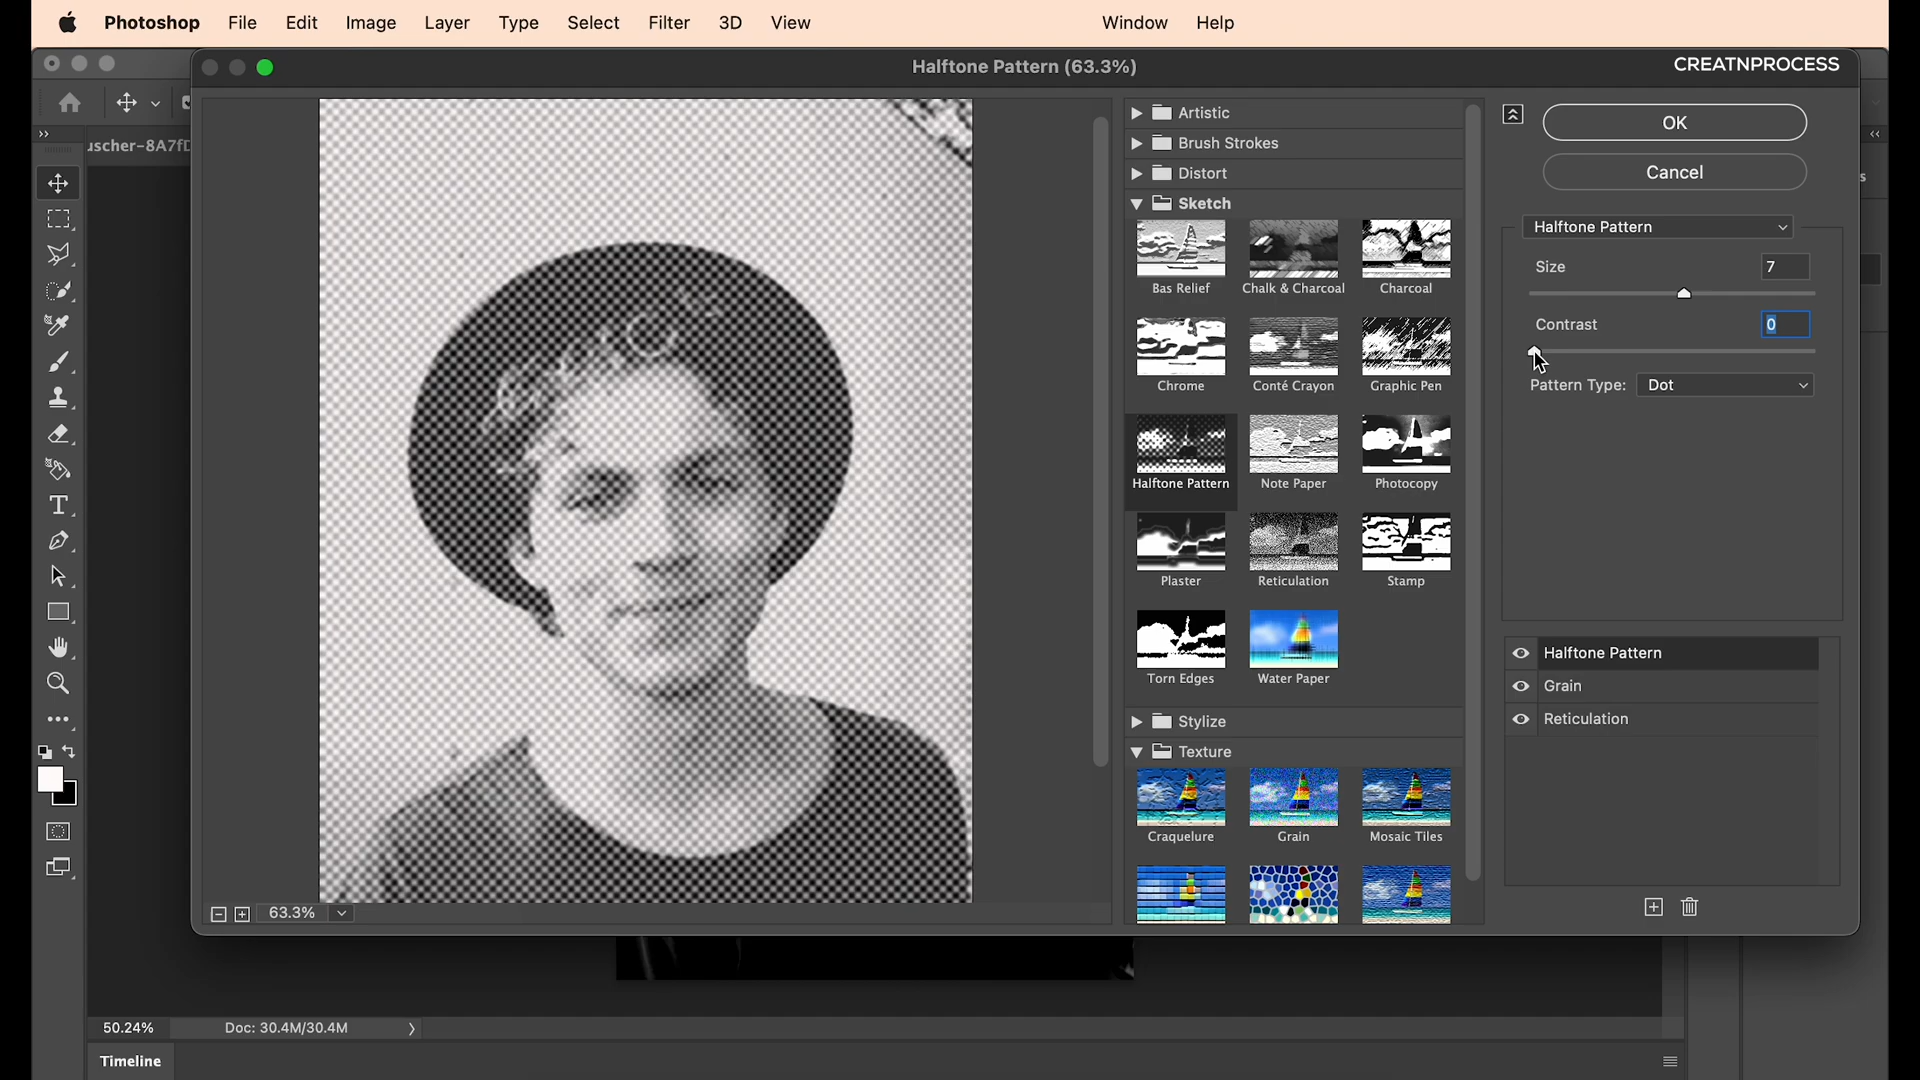 Photoshop File Edit Image Layer Type Select Filter 3D View Window Help
Halftone Pattern (63.3%)
CREATNPROCESS
uscher-8A7fD
Artistic
Brush Strokes
Distort
Sketch
Bas Relief Chalk & Charcoal Charcoal
Chrome Conté Crayon Graphic Pen
Halftone Pattern Note Paper Photocopy
Plaster Reticulation Stamp
Torn Edges Water Paper
Stylize
Texture
Craquelure Grain Mosaic Tiles
OK
Cancel
Halftone Pattern
Size 7
Contrast 0
Pattern Type: Dot
Halftone Pattern
Grain
Reticulation
63.3%
50.24% Doc: 30.4M/30.4M
Timeline